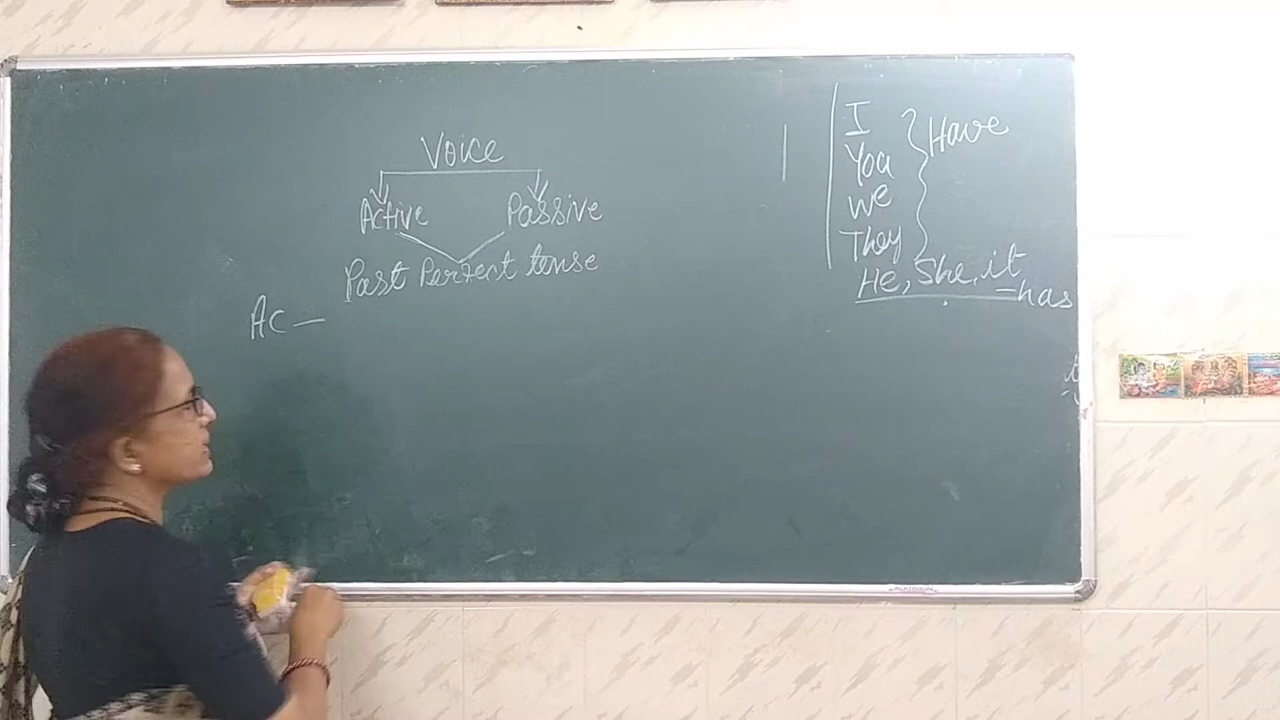 Voice
Active Passive
Past Perfect tense
Ac —
I
You
We
They
Have
He, She, it
– has